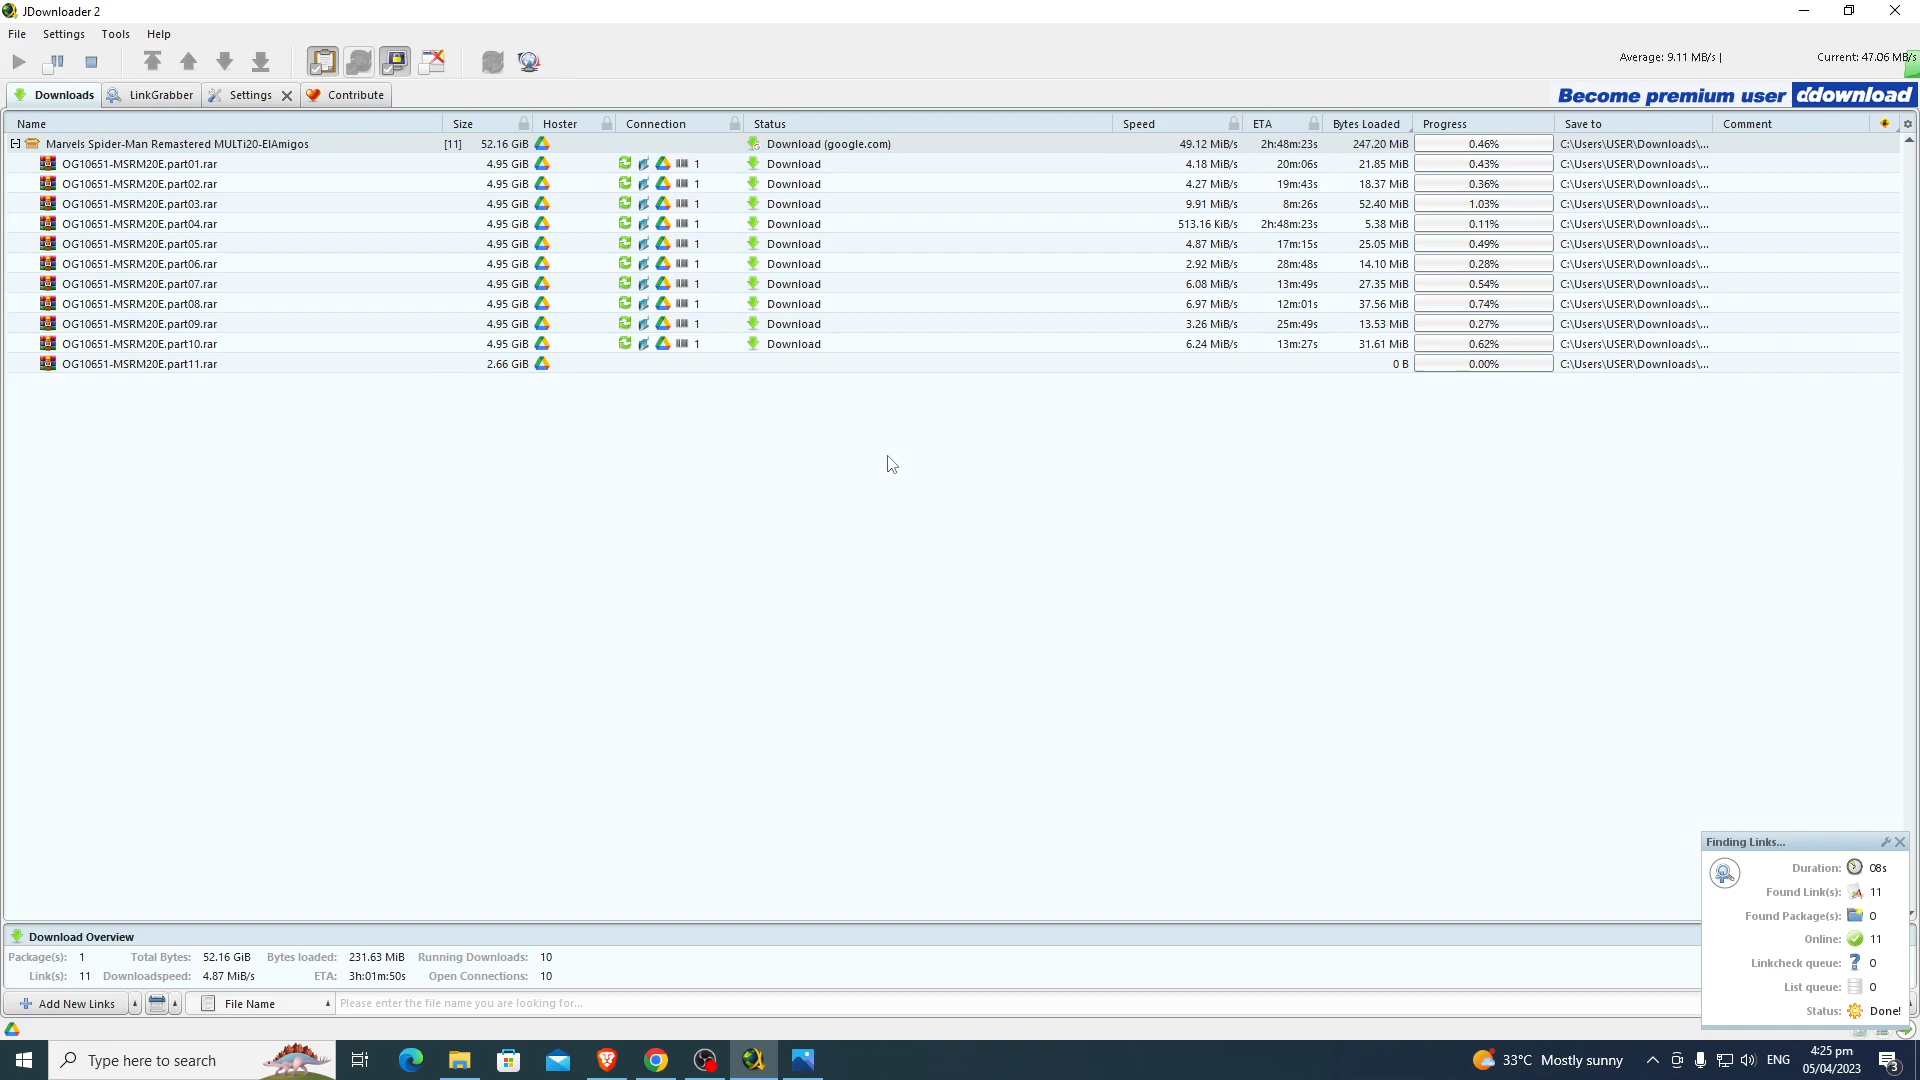 JDownloader 2
File Settings Tools Help
Average: 9.11 MB/s | Current: 47.06 MB/s
Downloads LinkGrabber Settings Contribute
Become premium user ddownload
Name Size Hoster Connection Status Speed ETA Bytes Loaded Progress Save to Comment
Marvels Spider-Man Remastered MULTi20-ElAmigos [11] 52.16 GiB Download (google.com) 49.12 MiB/s 2h:48m:23s 247.20 MiB 0.46% C:\Users\USER\Downloads\...
OG10651-MSRM20E.part01.rar 4.95 GiB 1 Download 4.18 MiB/s 20m:06s 21.85 MiB 0.43% C:\Users\USER\Downloads\...
OG10651-MSRM20E.part02.rar 4.95 GiB 1 Download 4.27 MiB/s 19m:43s 18.37 MiB 0.36% C:\Users\USER\Downloads\...
OG10651-MSRM20E.part03.rar 4.95 GiB 1 Download 9.91 MiB/s 8m:26s 52.40 MiB 1.03% C:\Users\USER\Downloads\...
OG10651-MSRM20E.part04.rar 4.95 GiB 1 Download 513.16 KiB/s 2h:48m:23s 5.38 MiB 0.11% C:\Users\USER\Downloads\...
OG10651-MSRM20E.part05.rar 4.95 GiB 1 Download 4.87 MiB/s 17m:15s 25.05 MiB 0.49% C:\Users\USER\Downloads\...
OG10651-MSRM20E.part06.rar 4.95 GiB 1 Download 2.92 MiB/s 28m:48s 14.10 MiB 0.28% C:\Users\USER\Downloads\...
OG10651-MSRM20E.part07.rar 4.95 GiB 1 Download 6.08 MiB/s 13m:49s 27.35 MiB 0.54% C:\Users\USER\Downloads\...
OG10651-MSRM20E.part08.rar 4.95 GiB 1 Download 6.97 MiB/s 12m:01s 37.56 MiB 0.74% C:\Users\USER\Downloads\...
OG10651-MSRM20E.part09.rar 4.95 GiB 1 Download 3.26 MiB/s 25m:49s 13.53 MiB 0.27% C:\Users\USER\Downloads\...
OG10651-MSRM20E.part10.rar 4.95 GiB 1 Download 6.24 MiB/s 13m:27s 31.61 MiB 0.62% C:\Users\USER\Downloads\...
OG10651-MSRM20E.part11.rar 2.66 GiB 0 B 0.00% C:\Users\USER\Downloads\...
Finding Links...
Duration: 08s
Found Link(s): 11
Found Package(s): 0
Online: 11
Linkcheck queue: 0
List queue: 0
Status: Done!
Download Overview
Package(s): 1 Total Bytes: 52.16 GiB Bytes loaded: 231.63 MiB Running Downloads: 10
Link(s): 11 Downloadspeed: 4.87 MiB/s ETA: 3h:01m:50s Open Connections: 10
Add New Links File Name Please enter the file name you are looking for...
Type here to search 33°C Mostly sunny ENG 4:25 pm
05/04/2023 3